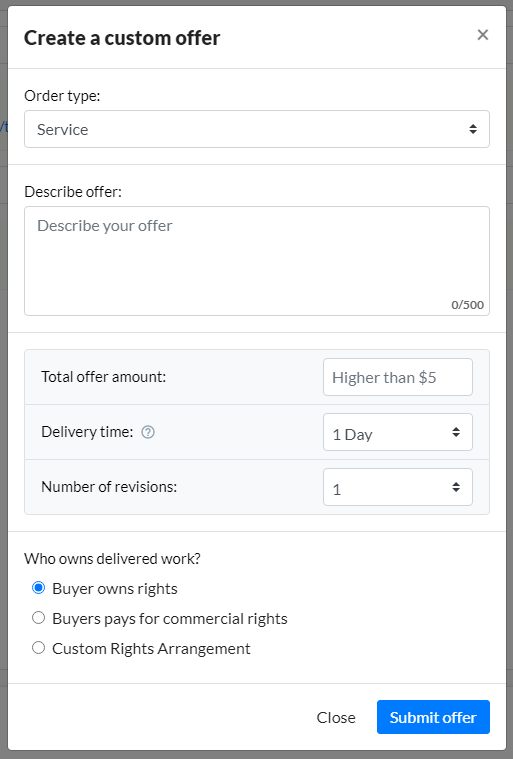 Create a custom offer ×
Order type:
Service
Describe offer:
Describe your offer
0/500
Total offer amount: Higher than $5
Delivery time: ? 1 Day
Number of revisions: 1
Who owns delivered work?
Buyer owns rights
Buyers pays for commercial rights
Custom Rights Arrangement
Close Submit offer